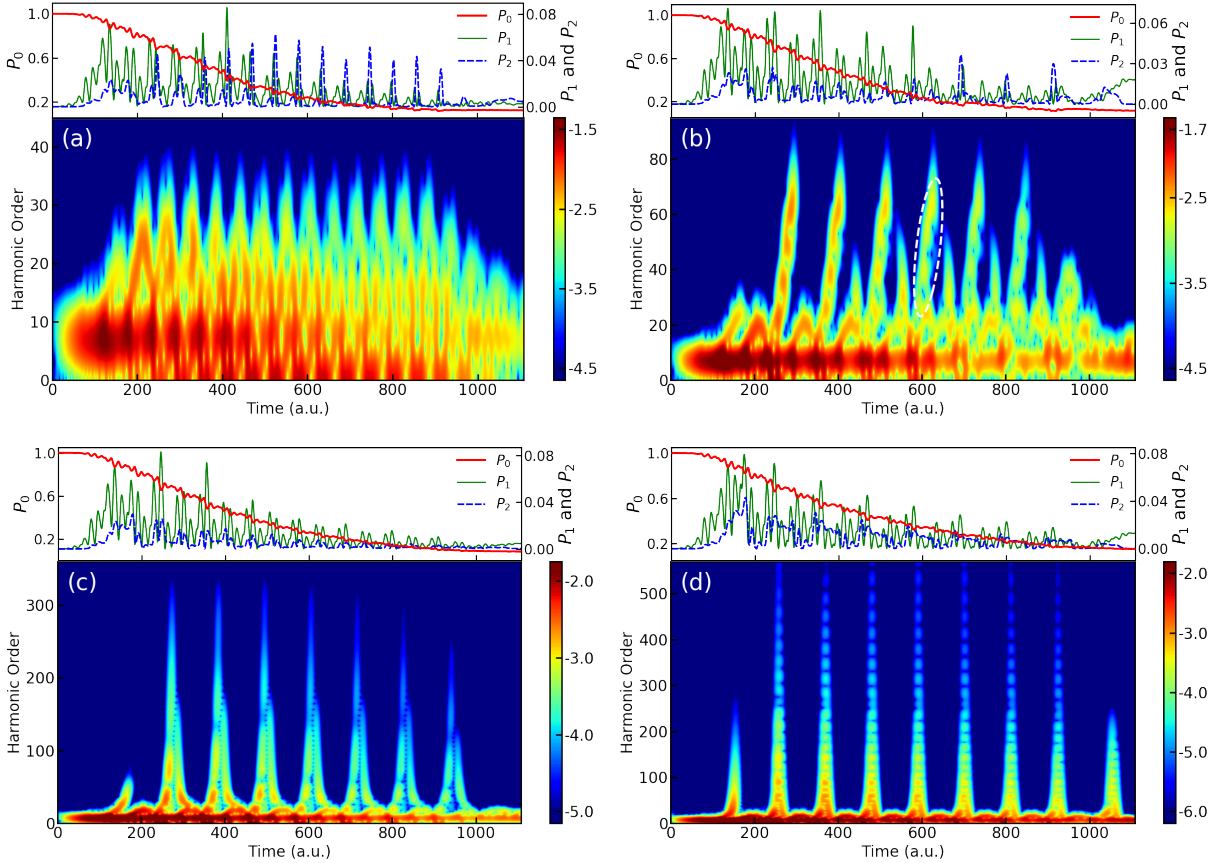 1.0
0.6
0.2
P₀
P₀
P₁
P₂
0.08
0.04
0.00
P₁ and P₂
(a)
40
30
20
10
0
Harmonic Order
0 200 400 600 800 1000
Time (a.u.)
-1.5
-2.5
-3.5
-4.5
1.0
0.6
0.2
P₀
P₀
P₁
P₂
0.06
0.03
0.00
P₁ and P₂
(b)
80
60
40
20
0
Harmonic Order
0 200 400 600 800 1000
Time (a.u.)
-1.7
-2.5
-3.5
-4.5
1.0
0.6
0.2
P₀
P₀
P₁
P₂
0.08
0.04
0.00
P₁ and P₂
(c)
300
200
100
0
Harmonic Order
0 200 400 600 800 1000
Time (a.u.)
-2.0
-3.0
-4.0
-5.0
1.0
0.6
0.2
P₀
P₀
P₁
P₂
0.08
0.04
0.00
P₁ and P₂
(d)
500
400
300
200
100
0
Harmonic Order
0 200 400 600 800 1000
Time (a.u.)
-2.0
-3.0
-4.0
-5.0
-6.0